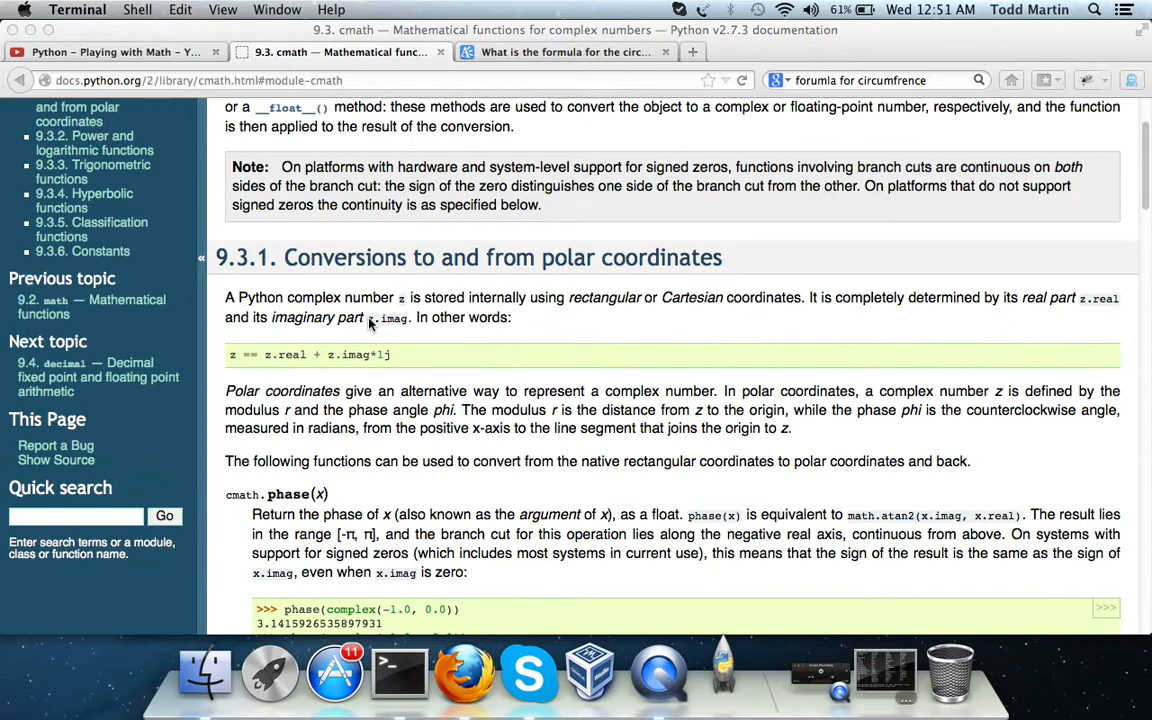 Terminal Shell Edit View Window Help 61% Wed 12:51 AM Todd Martin
9.3. cmath — Mathematical functions for complex numbers — Python v2.7.3 documentation
Python - Playing with Math - Y... × 9.3. cmath — Mathematical func... × What is the formula for the circ... × +
docs.python.org/2/library/cmath.html#module-cmath forumla for circumfrence
and from polar
coordinates
9.3.2. Power and
logarithmic functions
9.3.3. Trigonometric
functions
9.3.4. Hyperbolic
functions
9.3.5. Classification
functions
9.3.6. Constants
Previous topic
9.2. math — Mathematical
functions
Next topic
9.4. decimal — Decimal
fixed point and floating point
arithmetic
This Page
Report a Bug
Show Source
Quick search
Go
Enter search terms or a module,
class or function name.
«
or a __float__() method: these methods are used to convert the object to a complex or floating-point number, respectively, and the function
is then applied to the result of the conversion.
Note: On platforms with hardware and system-level support for signed zeros, functions involving branch cuts are continuous on both
sides of the branch cut: the sign of the zero distinguishes one side of the branch cut from the other. On platforms that do not support
signed zeros the continuity is as specified below.
9.3.1. Conversions to and from polar coordinates
A Python complex number z is stored internally using rectangular or Cartesian coordinates. It is completely determined by its real part z.real
and its imaginary part z.imag. In other words:
z == z.real + z.imag*1j
Polar coordinates give an alternative way to represent a complex number. In polar coordinates, a complex number z is defined by the
modulus r and the phase angle phi. The modulus r is the distance from z to the origin, while the phase phi is the counterclockwise angle,
measured in radians, from the positive x-axis to the line segment that joins the origin to z.
The following functions can be used to convert from the native rectangular coordinates to polar coordinates and back.
cmath.phase(x)
Return the phase of x (also known as the argument of x), as a float. phase(x) is equivalent to math.atan2(x.imag, x.real). The result lies
in the range [-π, π], and the branch cut for this operation lies along the negative real axis, continuous from above. On systems with
support for signed zeros (which includes most systems in current use), this means that the sign of the result is the same as the sign of
x.imag, even when x.imag is zero:
>>> phase(complex(-1.0, 0.0)) >>>
3.1415926535897931
11